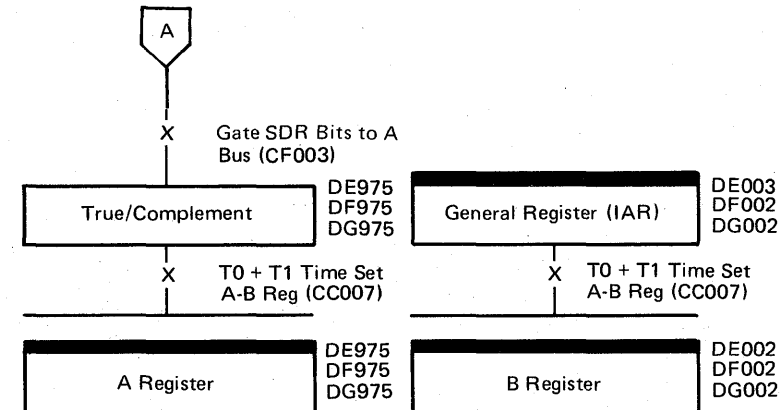 A
X Gate SDR Bits to A
Bus (CF003)
True/Complement
DE975
DF975
DG975
General Register (IAR)
DE003
DF002
DG002
X T0 + T1 Time Set
A-B Reg (CC007)
X T0 + T1 Time Set
A-B Reg (CC007)
A Register
DE975
DF975
DG975
B Register
DE002
DF002
DG002